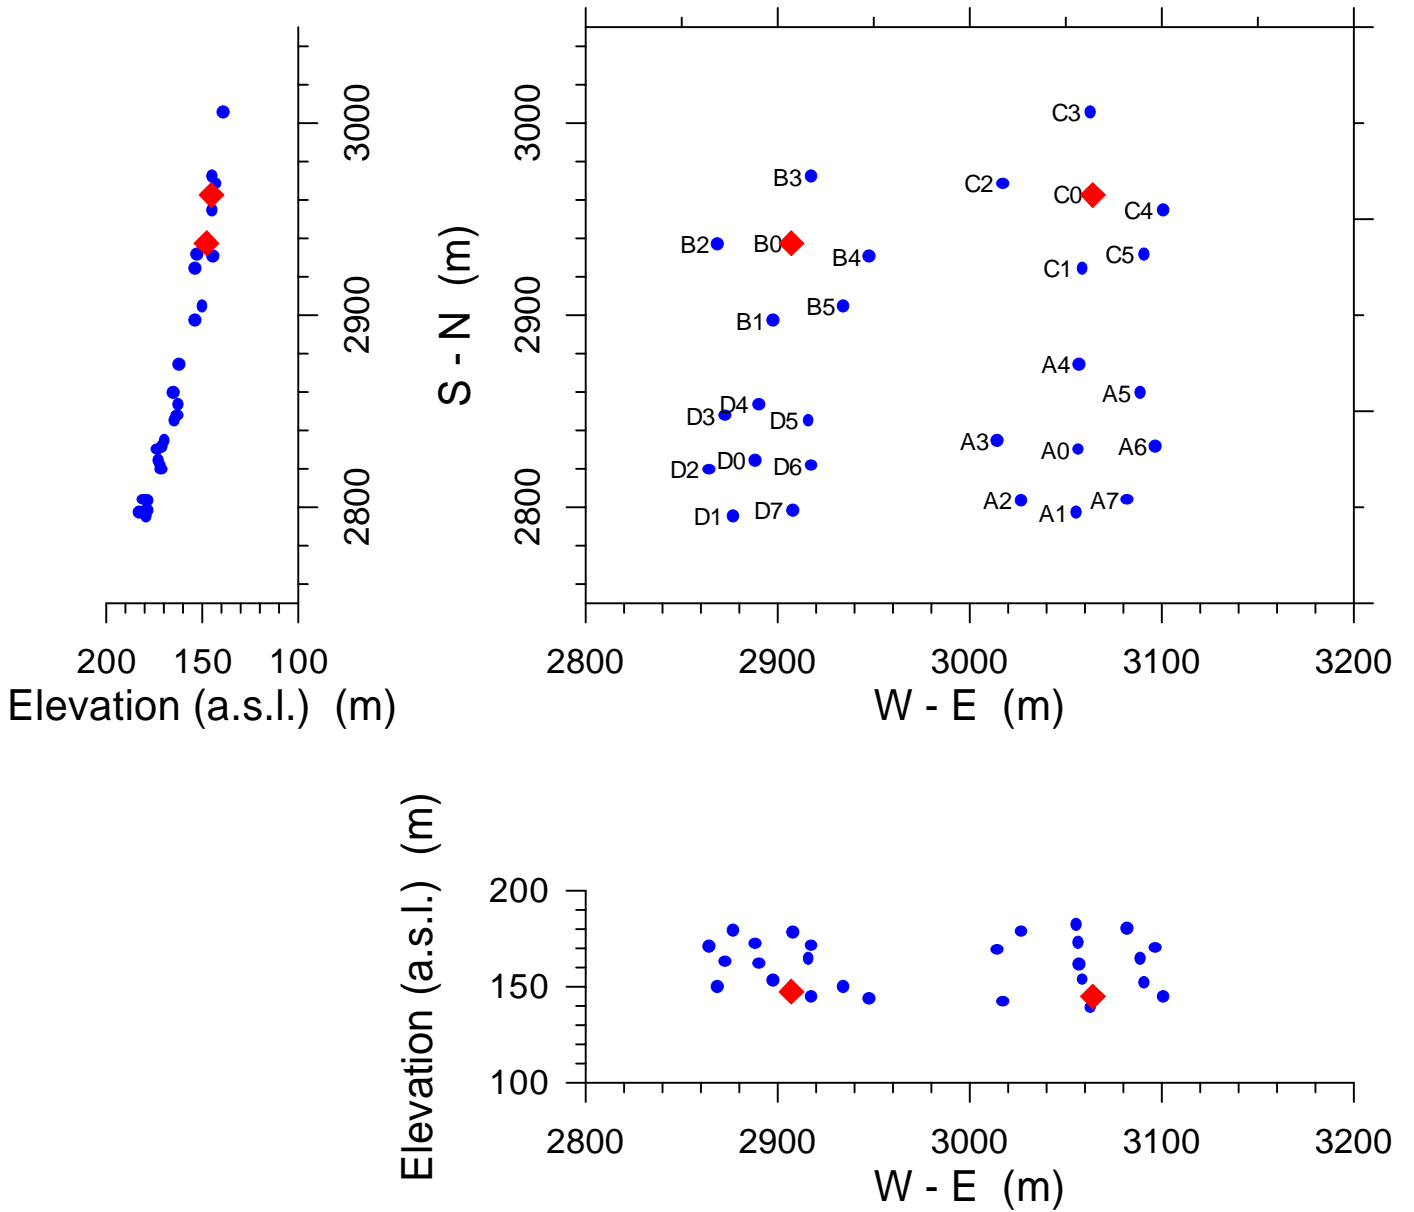 3000
2900
2800
200 150 100
Elevation (a.s.l.) (m)
S - N (m)
3000
2900
2800
C3
B3
C2
C0
C4
B2
B0
B4
C5
C1
B5
B1
A4
A5
D4
D3
D5
A3
A0
A6
D0
D6
D2
A2
A7
D7
D1
A1
2800 2900 3000 3100 3200
W - E (m)
Elevation (a.s.l.) (m)
200
150
100
2800 2900 3000 3100 3200
W - E (m)